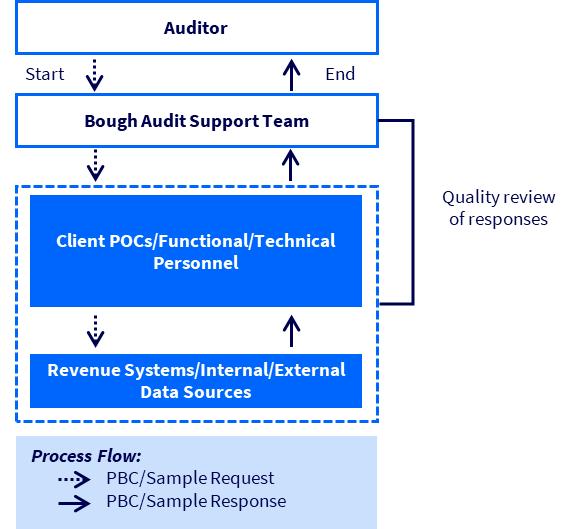 Auditor
Start
End
Bough Audit Support Team
Quality review
of responses
Client POCs/Functional/Technical
Personnel
Revenue Systems/Internal/External
Data Sources
Process Flow:
PBC/Sample Request
PBC/Sample Response